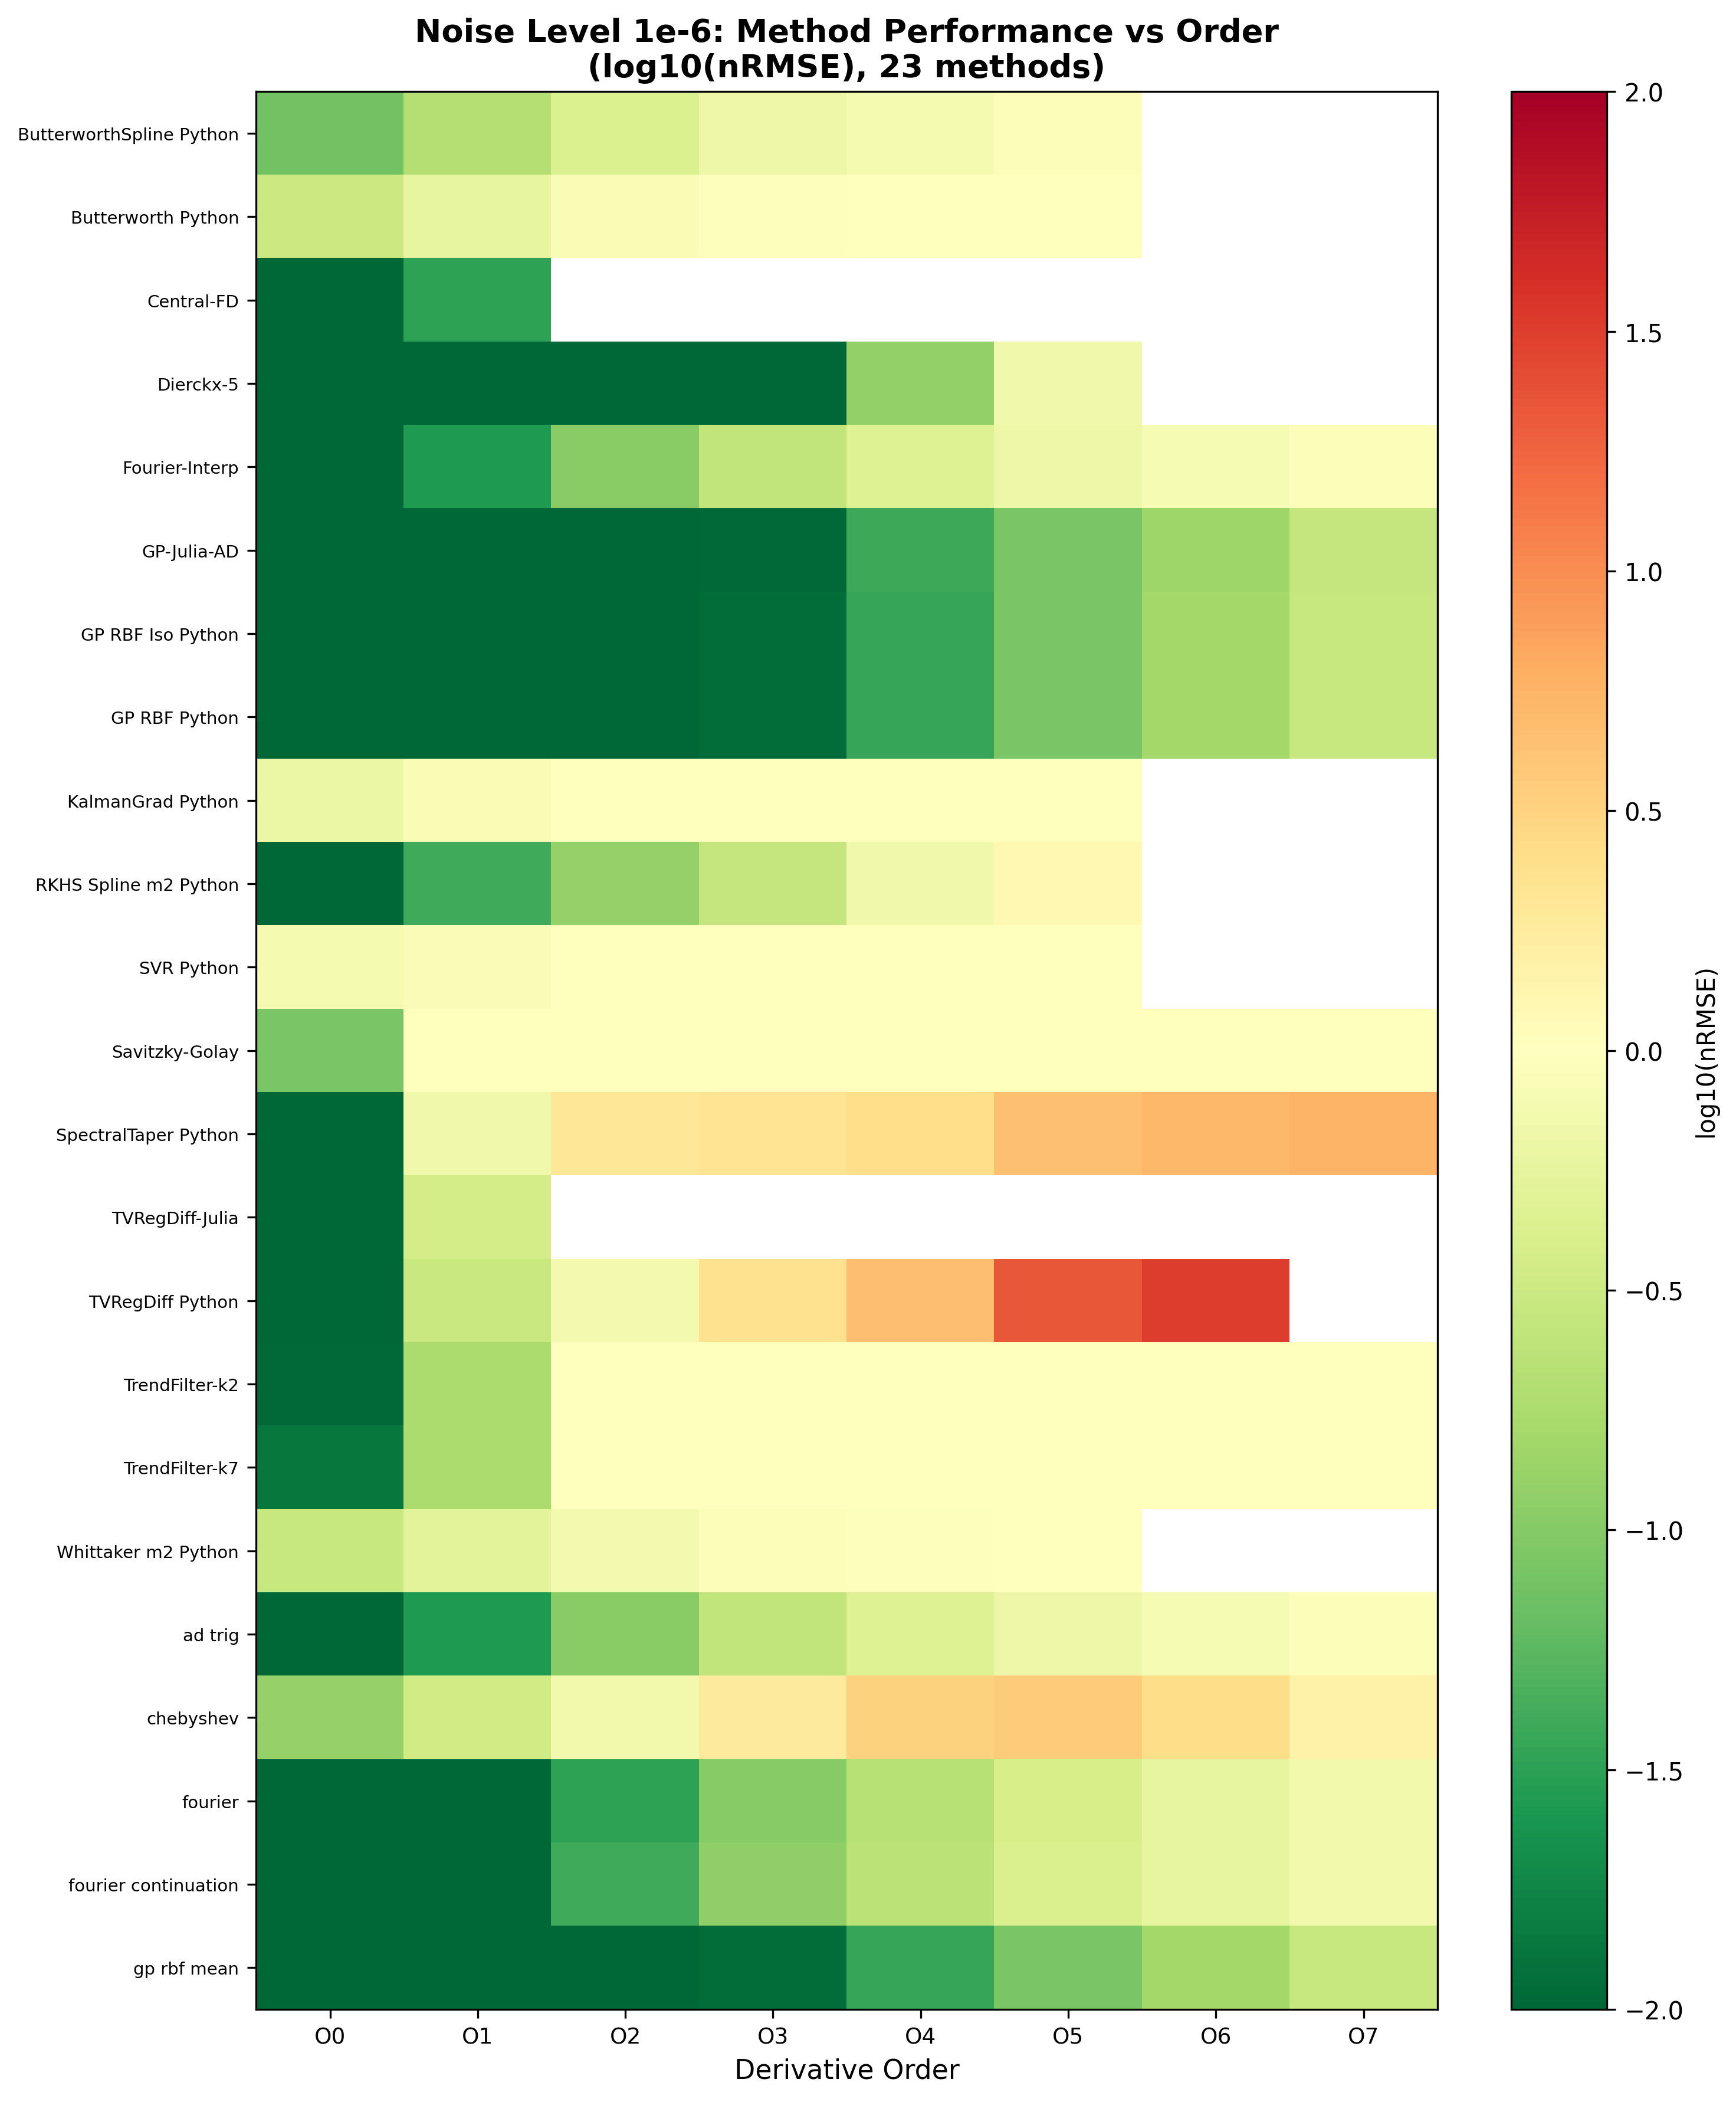 Noise Level 1e-6: Method Performance vs Order
(log10(nRMSE), 23 methods)
ButterworthSpline Python
Butterworth Python
Central-FD
Dierckx-5
Fourier-Interp
GP-Julia-AD
GP RBF Iso Python
GP RBF Python
KalmanGrad Python
RKHS Spline m2 Python
SVR Python
Savitzky-Golay
SpectralTaper Python
TVRegDiff-Julia
TVRegDiff Python
TrendFilter-k2
TrendFilter-k7
Whittaker m2 Python
ad trig
chebyshev
fourier
fourier continuation
gp rbf mean
O0 O1 O2 O3 O4 O5 O6 O7
Derivative Order
2.0
1.5
1.0
0.5
0.0
−0.5
−1.0
−1.5
−2.0
log10(nRMSE)